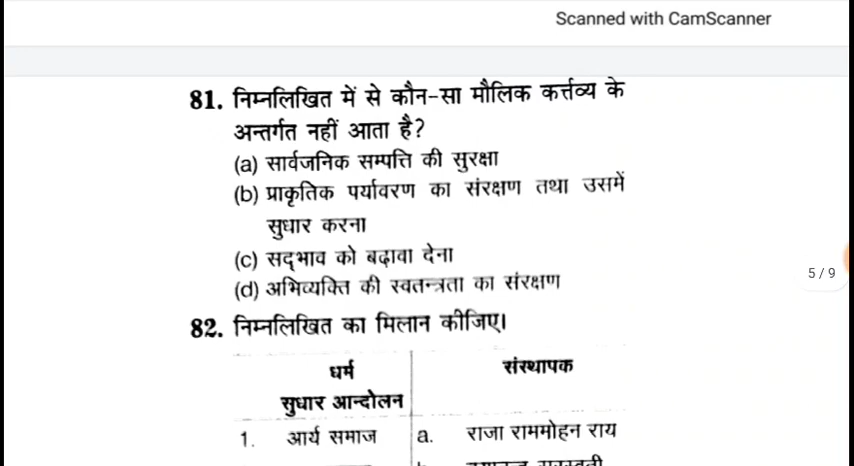 Scanned with CamScanner
81. निम्नलिखित में से कौन-सा मौलिक कर्त्तव्य के
अन्तर्गत नहीं आता है?
(a) सार्वजनिक सम्पत्ति की सुरक्षा
(b) प्राकृतिक पर्यावरण का संरक्षण तथा उसमें
सुधार करना
(c) सद्भाव को बढ़ावा देना
(d) अभिव्यक्ति की स्वतन्त्रता का संरक्षण
5 / 9
82. निम्नलिखित का मिलान कीजिए।
धर्म संस्थापक
सुधार आन्दोलन
1. आर्य समाज a. राजा राममोहन राय